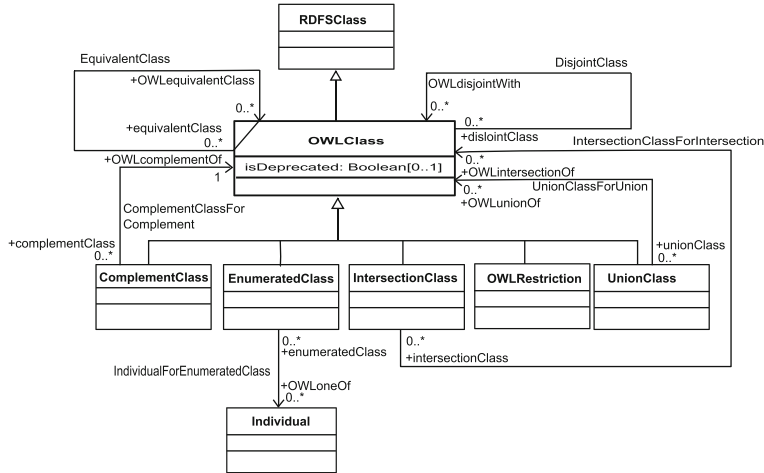 RDFSClass
EquivalentClass
+OWLequivalentClass
0..*
+equivalentClass
0..*
DisjointClass
OWLdisjointWith
0..*
0..*
+dislointClass
OWLClass
isDeprecated: Boolean[0..1]
IntersectionClassForIntersection
0..*
+OWLintersectionOf
UnionClassForUnion
0..*
+OWLunionOf
+OWLcomplementOf
1
ComplementClassFor
Complement
+complementClass
0..*
+unionClass
0..*
ComplementClass
EnumeratedClass
IntersectionClass
OWLRestriction
UnionClass
0..*
+enumeratedClass
0..*
+intersectionClass
IndividualForEnumeratedClass
+OWLoneOf
0..*
Individual